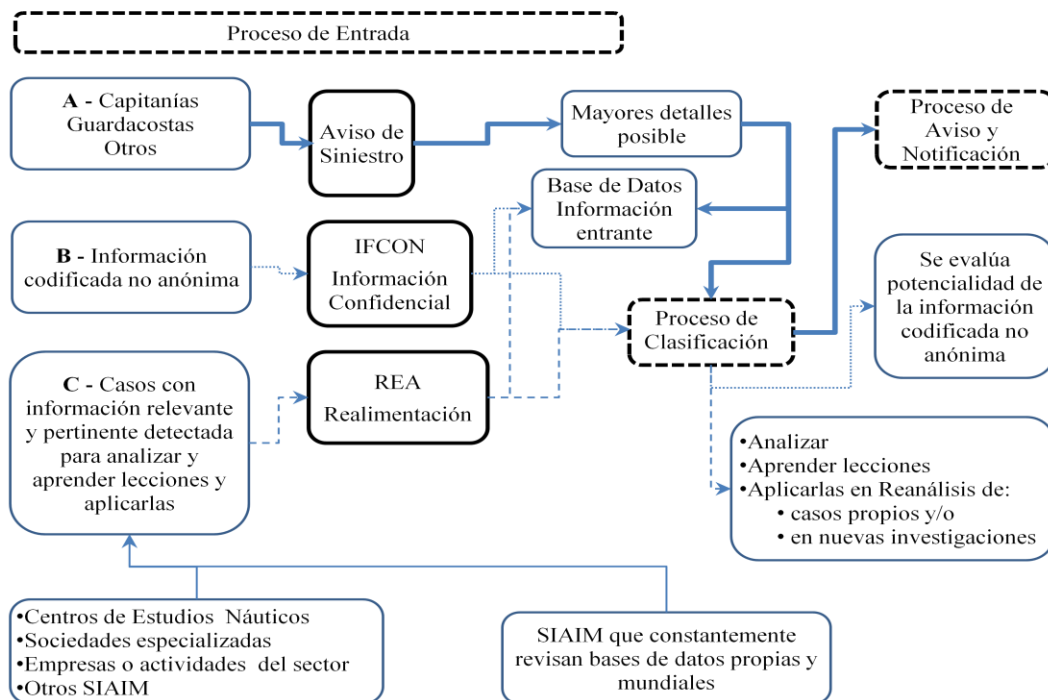 Proceso de Entrada
A - Capitanías
Guardacostas
Otros
Aviso de
Siniestro
Mayores detalles
posible
Proceso de
Aviso y
Notificación
Base de Datos
Información
entrante
B - Información
codificada no anónima
IFCON
Información
Confidencial
Proceso de
Clasificación
Se evalúa
potencialidad de
la información
codificada no
anónima
C - Casos con
información relevante
y pertinente detectada
para analizar y
aprender lecciones y
aplicarlas
REA
Realimentación
•Analizar
•Aprender lecciones
•Aplicarlas en Reanálisis de:
• casos propios y/o
• en nuevas investigaciones
•Centros de Estudios Náuticos
•Sociedades especializadas
•Empresas o actividades del sector
•Otros SIAIM
SIAIM que constantemente
revisan bases de datos propias y
mundiales